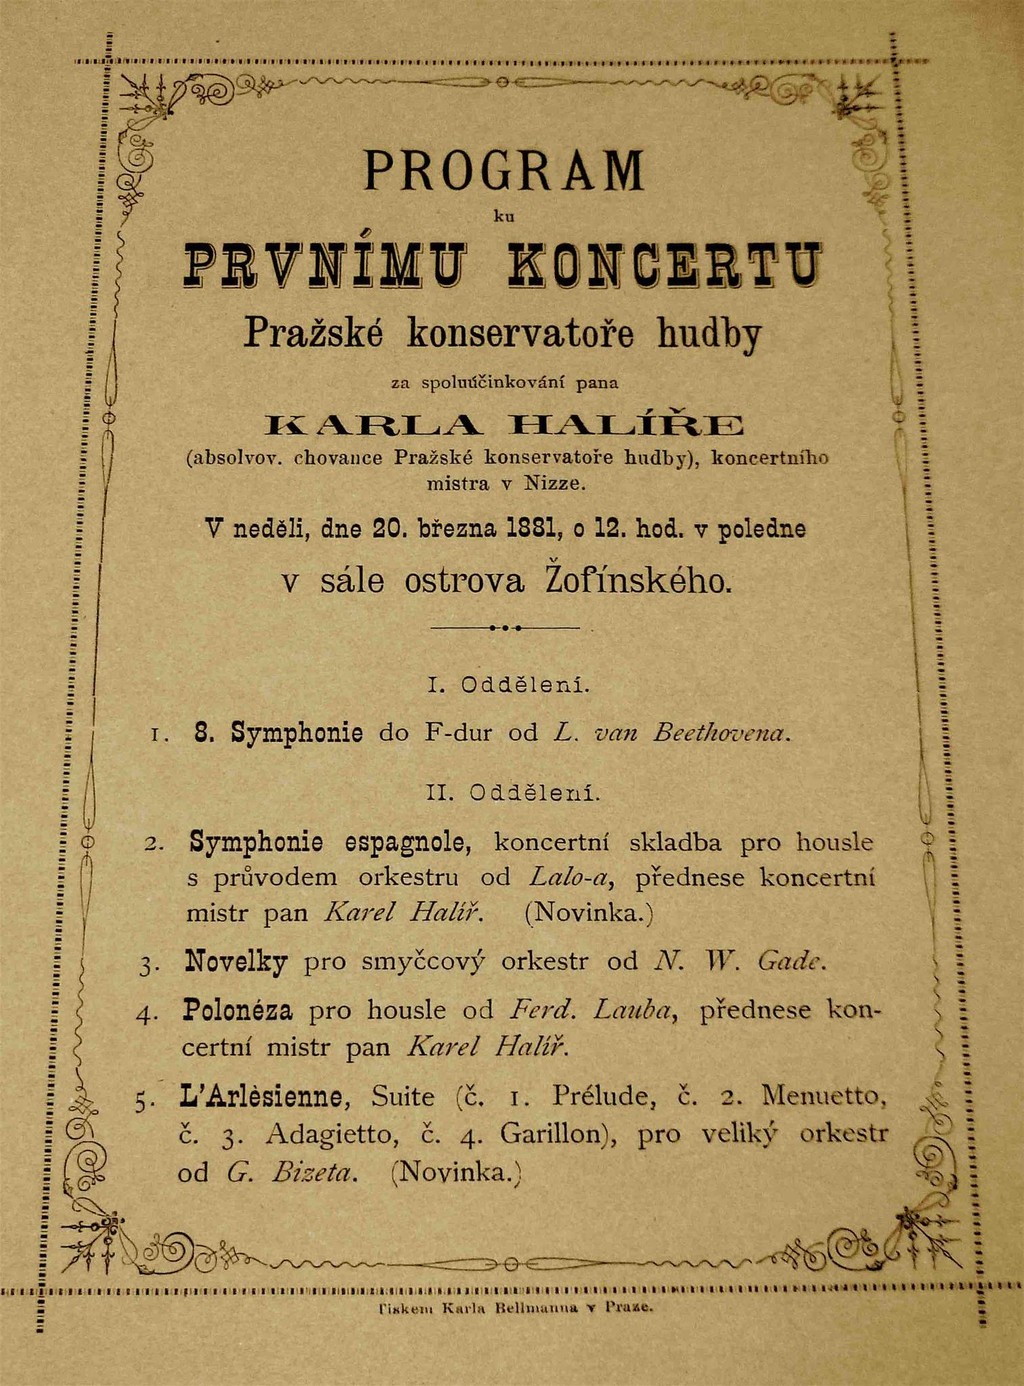 PROGRAM
ku
PRVNÍMU KONCERTU
Pražské konservatoře hudby
za spoluúčinkování pana
KARLA HALÍŘE
(absolvov. chovance Pražské konservatoře hudby), koncertního
mistra v Nizze.
V neděli, dne 20. března 1881, o 12. hod. v poledne
v sále ostrova Žofínského.
I. Oddělení.
1. 8. Symphonie do F-dur od L. van Beethovena.
II. Oddělení.
2. Symphonie espagnole, koncertní skladba pro housle
s průvodem orkestru od Lalo-a, přednese koncertní
mistr pan Karel Halíř. (Novinka.)
3. Novelky pro smyčcový orkestr od N. W. Gade.
4. Polonéza pro housle od Ferd. Lauba, přednese kon-
certní mistr pan Karel Halíř.
5. L'Arlèsienne, Suite (č. 1. Prélude, č. 2. Menuetto,
č. 3. Adagietto, č. 4. Garillon), pro veliký orkestr
od G. Bizeta. (Novinka.)
Tiskem Karla Bellmanna v Praze.